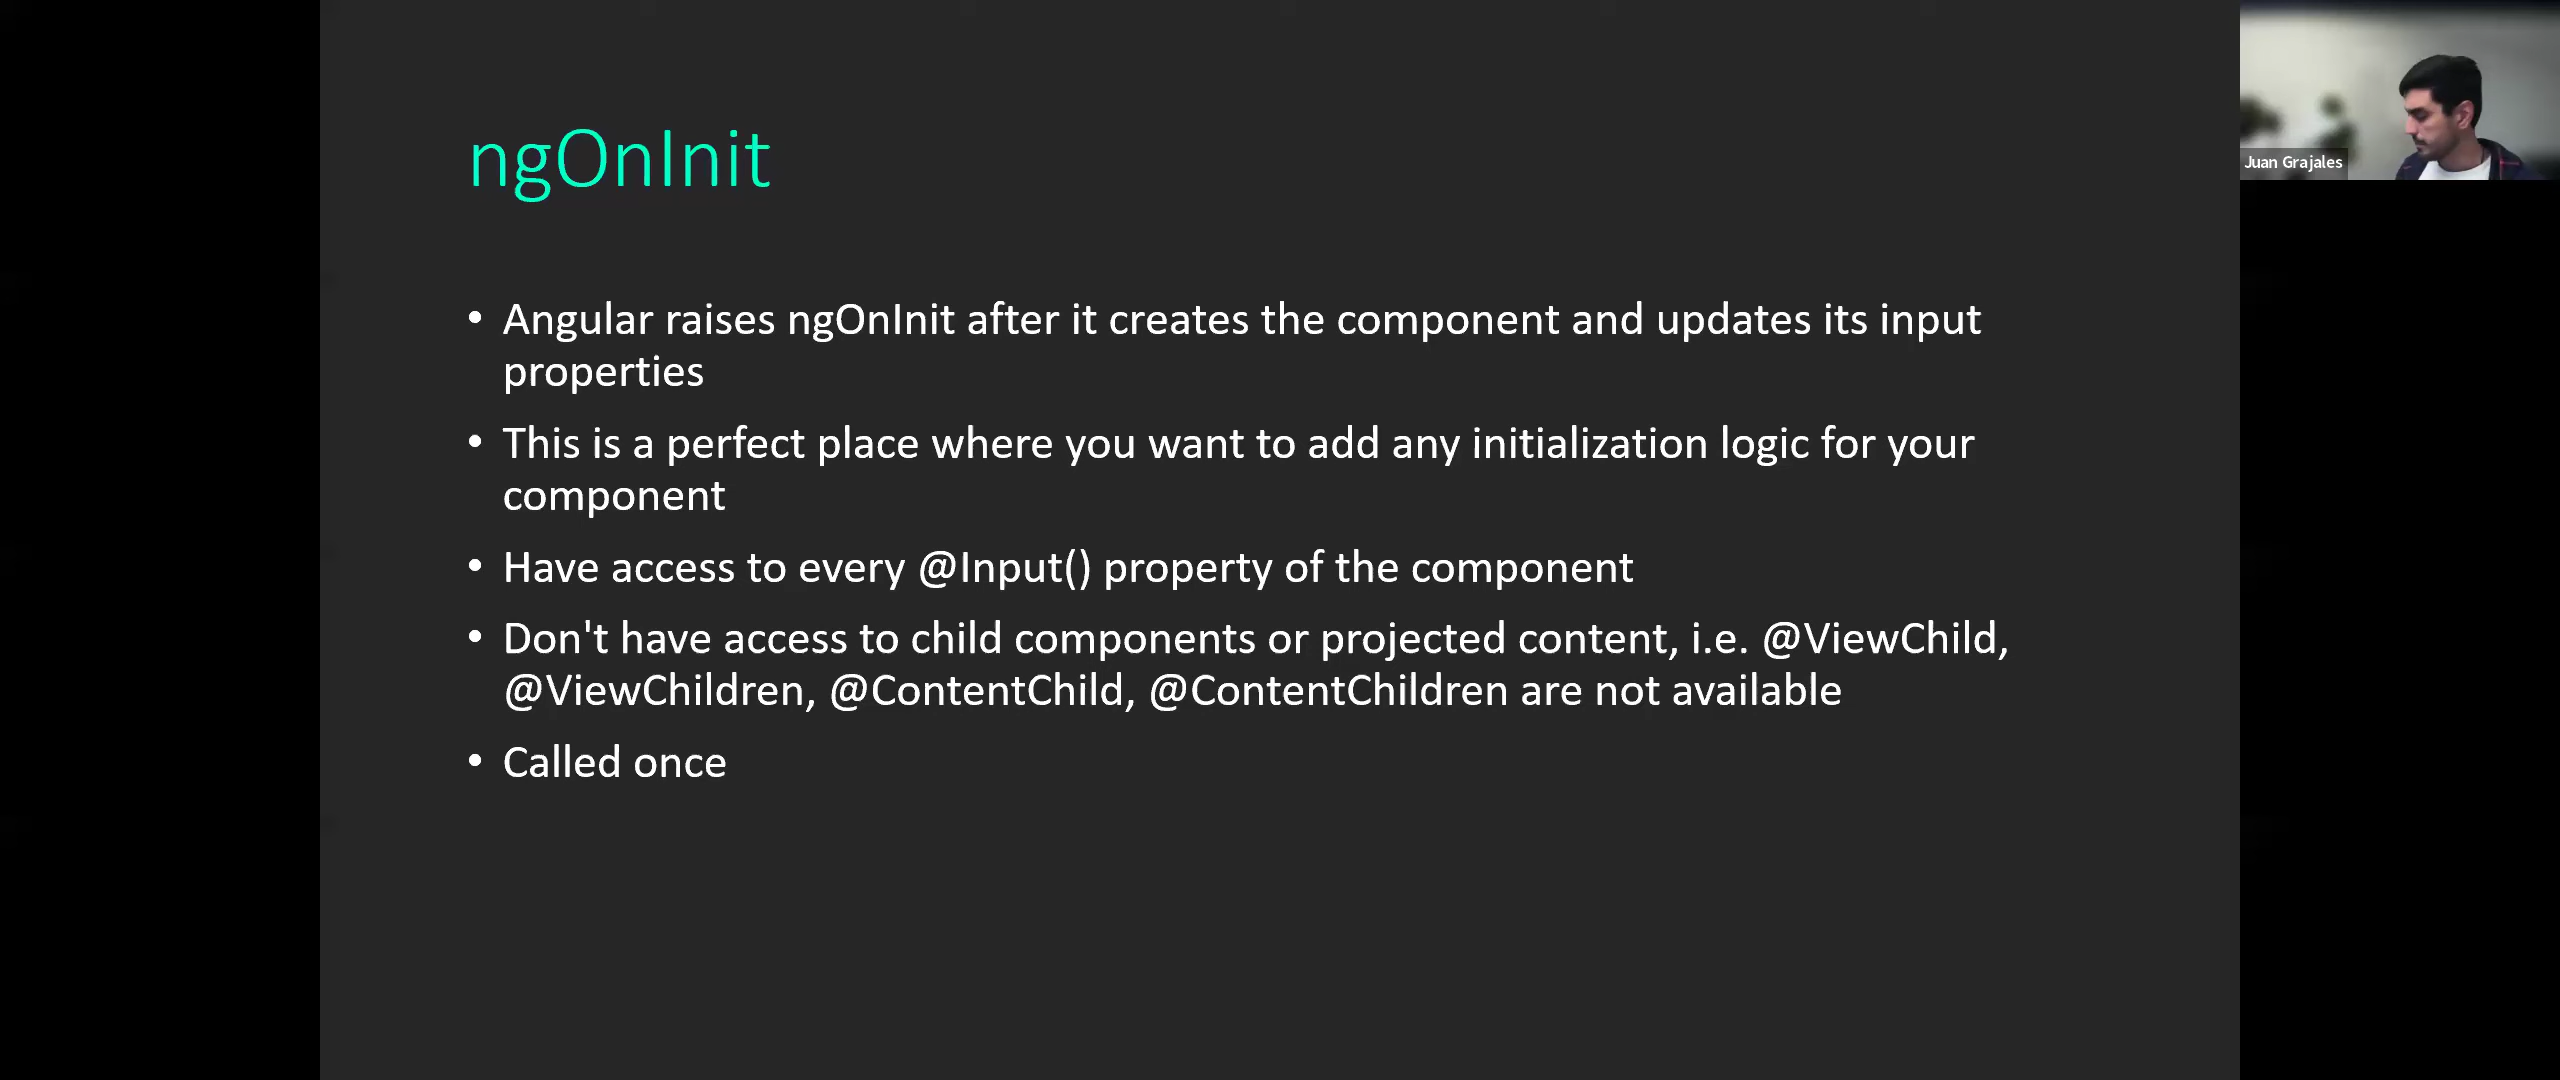 ngOnInit
Juan Grajales
• Angular raises ngOnInit after it creates the component and updates its input
properties
• This is a perfect place where you want to add any initialization logic for your
component
• Have access to every @Input() property of the component
• Don't have access to child components or projected content, i.e. @ViewChild,
@ViewChildren, @ContentChild, @ContentChildren are not available
• Called once